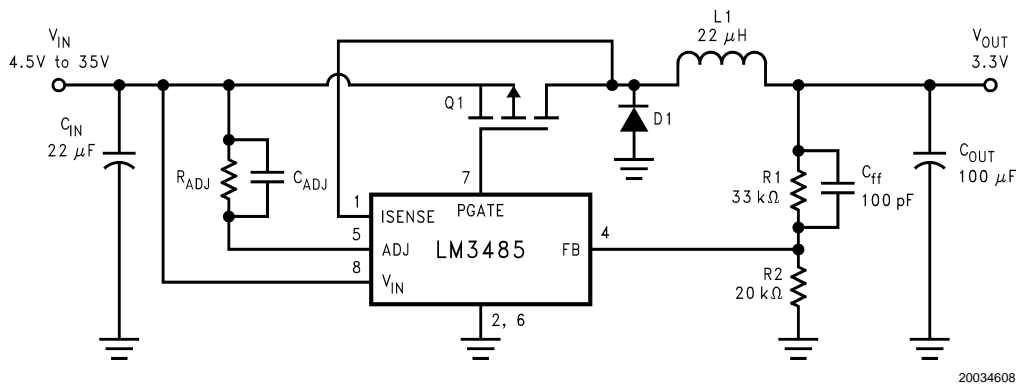 L1
22 μH
V_IN
4.5V to 35V
V_OUT
3.3V
Q1
D1
C_IN
22 μF
R_ADJ
C_ADJ
7
1
ISENSE
PGATE
5
ADJ
LM3485
FB
4
8
V_IN
2, 6
R1
33 kΩ
C_ff
100 pF
R2
20 kΩ
C_OUT
100 μF
20034608